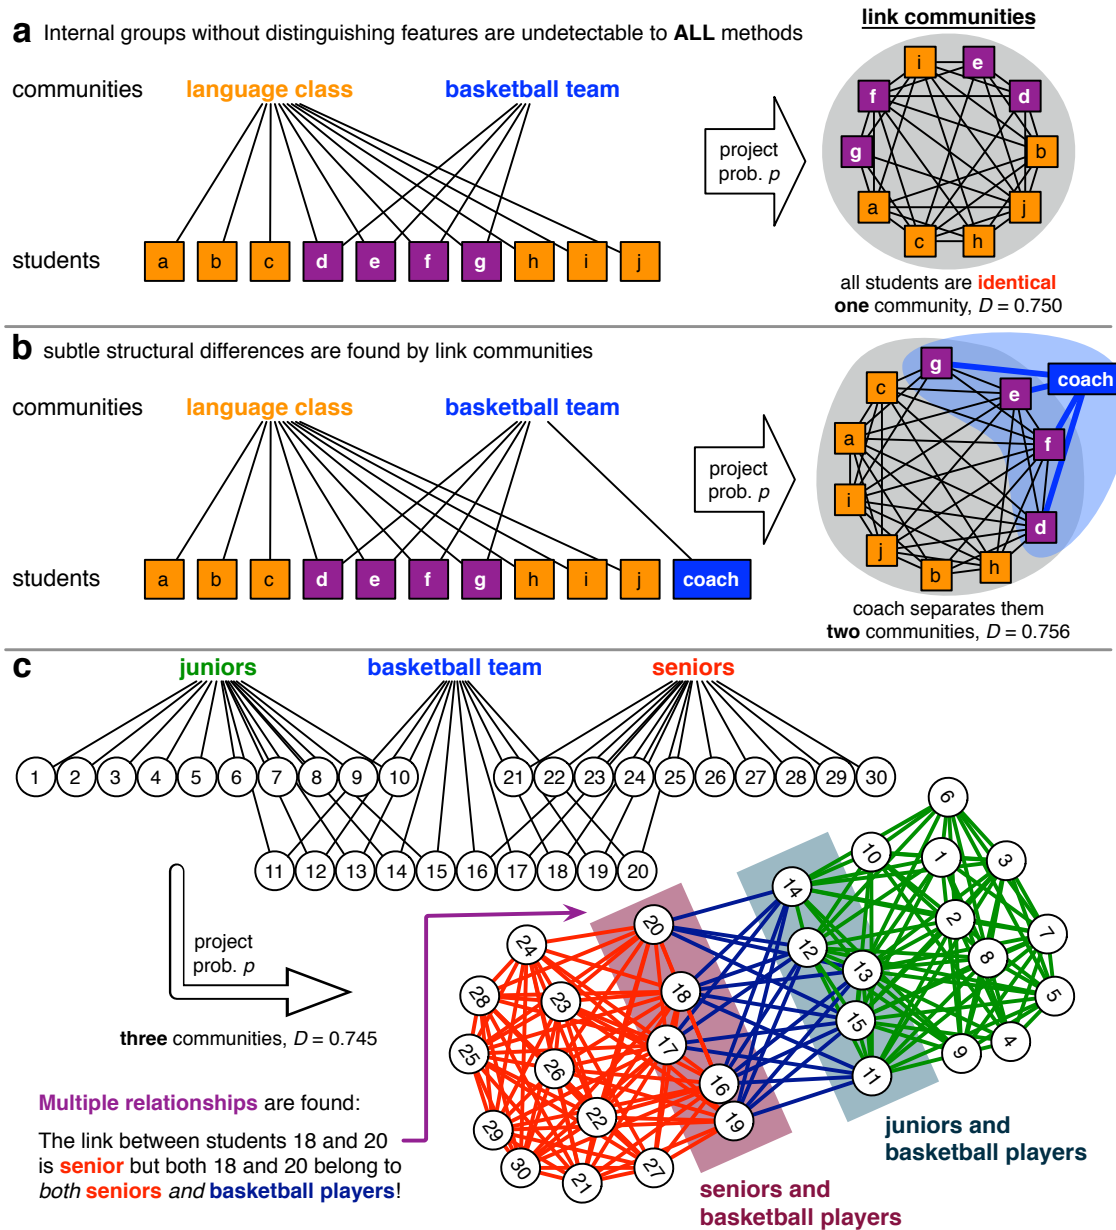 a Internal groups without distinguishing features are undetectable to ALL methods
link communities
communities language class basketball team
project
prob. p
students a b c d e f g h i j
i e
f d
g b
a j
c h
all students are identical
one community, D = 0.750
b subtle structural differences are found by link communities
communities language class basketball team
project
prob. p
students a b c d e f g h i j coach
g coach
c e
a f
i d
j h
b
coach separates them
two communities, D = 0.756
c
juniors basketball team seniors
1 2 3 4 5 6 7 8 9 10 21 22 23 24 25 26 27 28 29 30
11 12 13 14 15 16 17 18 19 20
project
prob. p
three communities, D = 0.745
6
10 1 3
14
20 2 7
24 12 8
13
28 23 18 5
15
25 17 9 4
26 16 11
29 22 19
30 21 27
Multiple relationships are found:
The link between students 18 and 20
is senior but both 18 and 20 belong to
both seniors and basketball players!
juniors and
basketball players
seniors and
basketball players